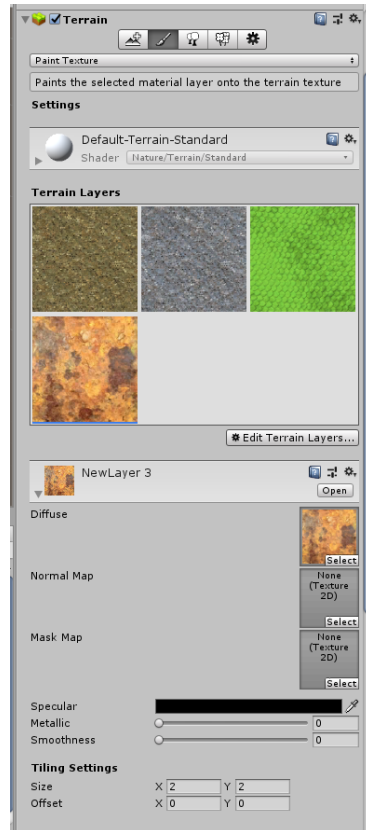 Terrain
Paint Texture
Paints the selected material layer onto the terrain texture
Settings
Default-Terrain-Standard
Shader Nature/Terrain/Standard
Terrain Layers
Edit Terrain Layers...
NewLayer 3
Open
Diffuse
Select
Normal Map
None
(Texture
2D)
Select
Mask Map
None
(Texture
2D)
Select
Specular
Metallic 0
Smoothness 0
Tiling Settings
Size X 2 Y 2
Offset X 0 Y 0